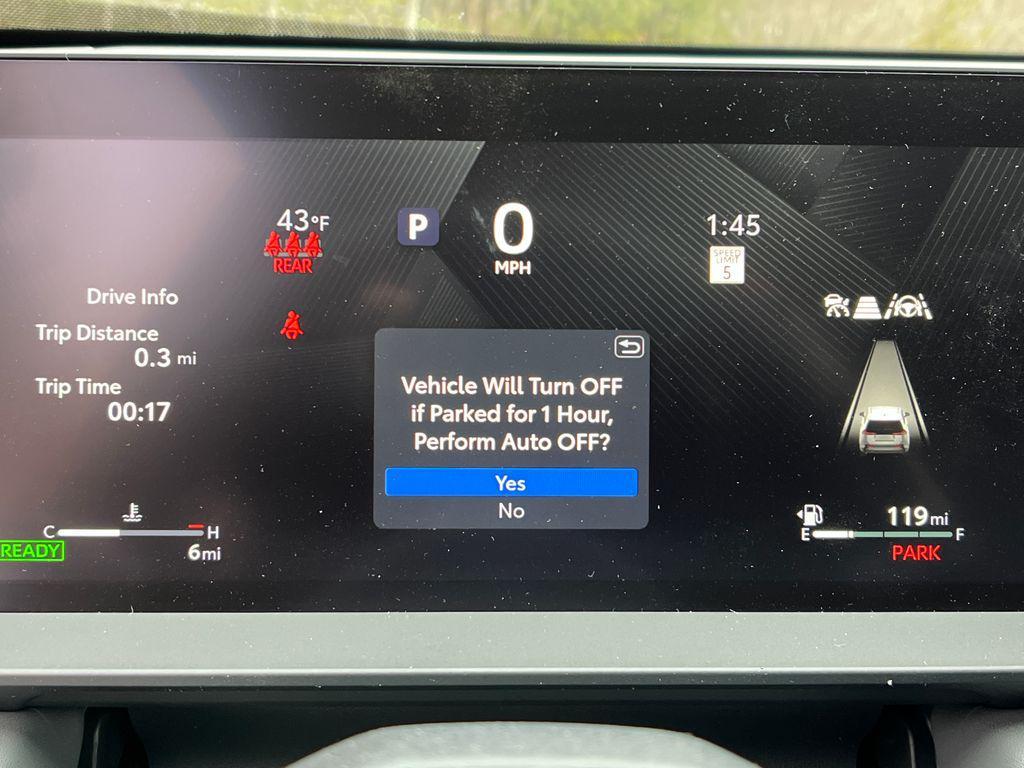 43°F
P
0
MPH
1:45
SPEED
LIMIT
5
REAR
Drive Info
Trip Distance
0.3 mi
Trip Time
00:17
Vehicle Will Turn OFF
if Parked for 1 Hour,
Perform Auto OFF?
Yes
No
C H
READY
6mi
119mi
E F
PARK